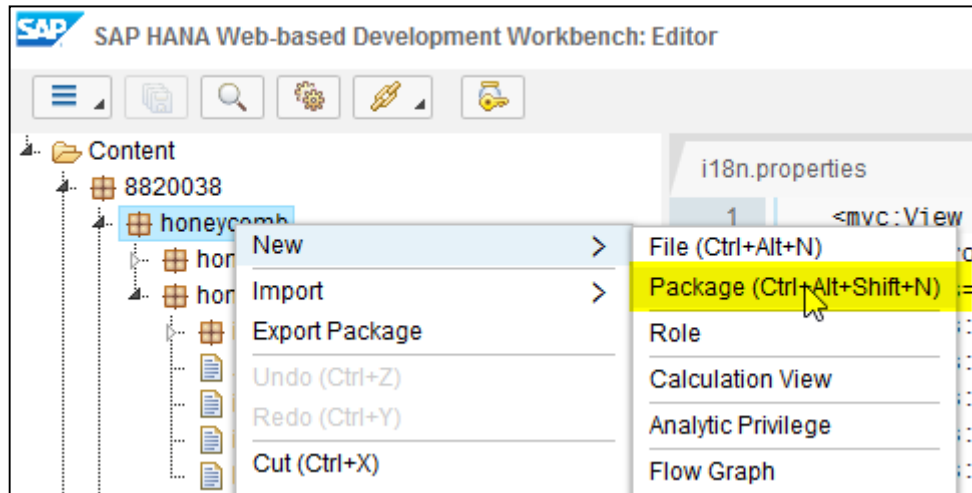 SAP
SAP HANA Web-based Development Workbench: Editor
Content
8820038
honeycomb
hon
hon
i18n.properties
1 <mvc:View
New >
Import >
Export Package
Undo (Ctrl+Z)
Redo (Ctrl+Y)
Cut (Ctrl+X)
File (Ctrl+Alt+N)
Package (Ctrl+Alt+Shift+N)
Role
Calculation View
Analytic Privilege
Flow Graph